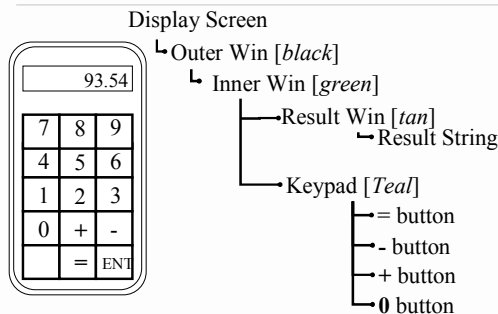 Display Screen
Outer Win [black]
Inner Win [green]
Result Win [tan]
Result String
Keypad [Teal]
= button
- button
+ button
0 button
93.54
7 8 9
4 5 6
1 2 3
0 + -
= ENT